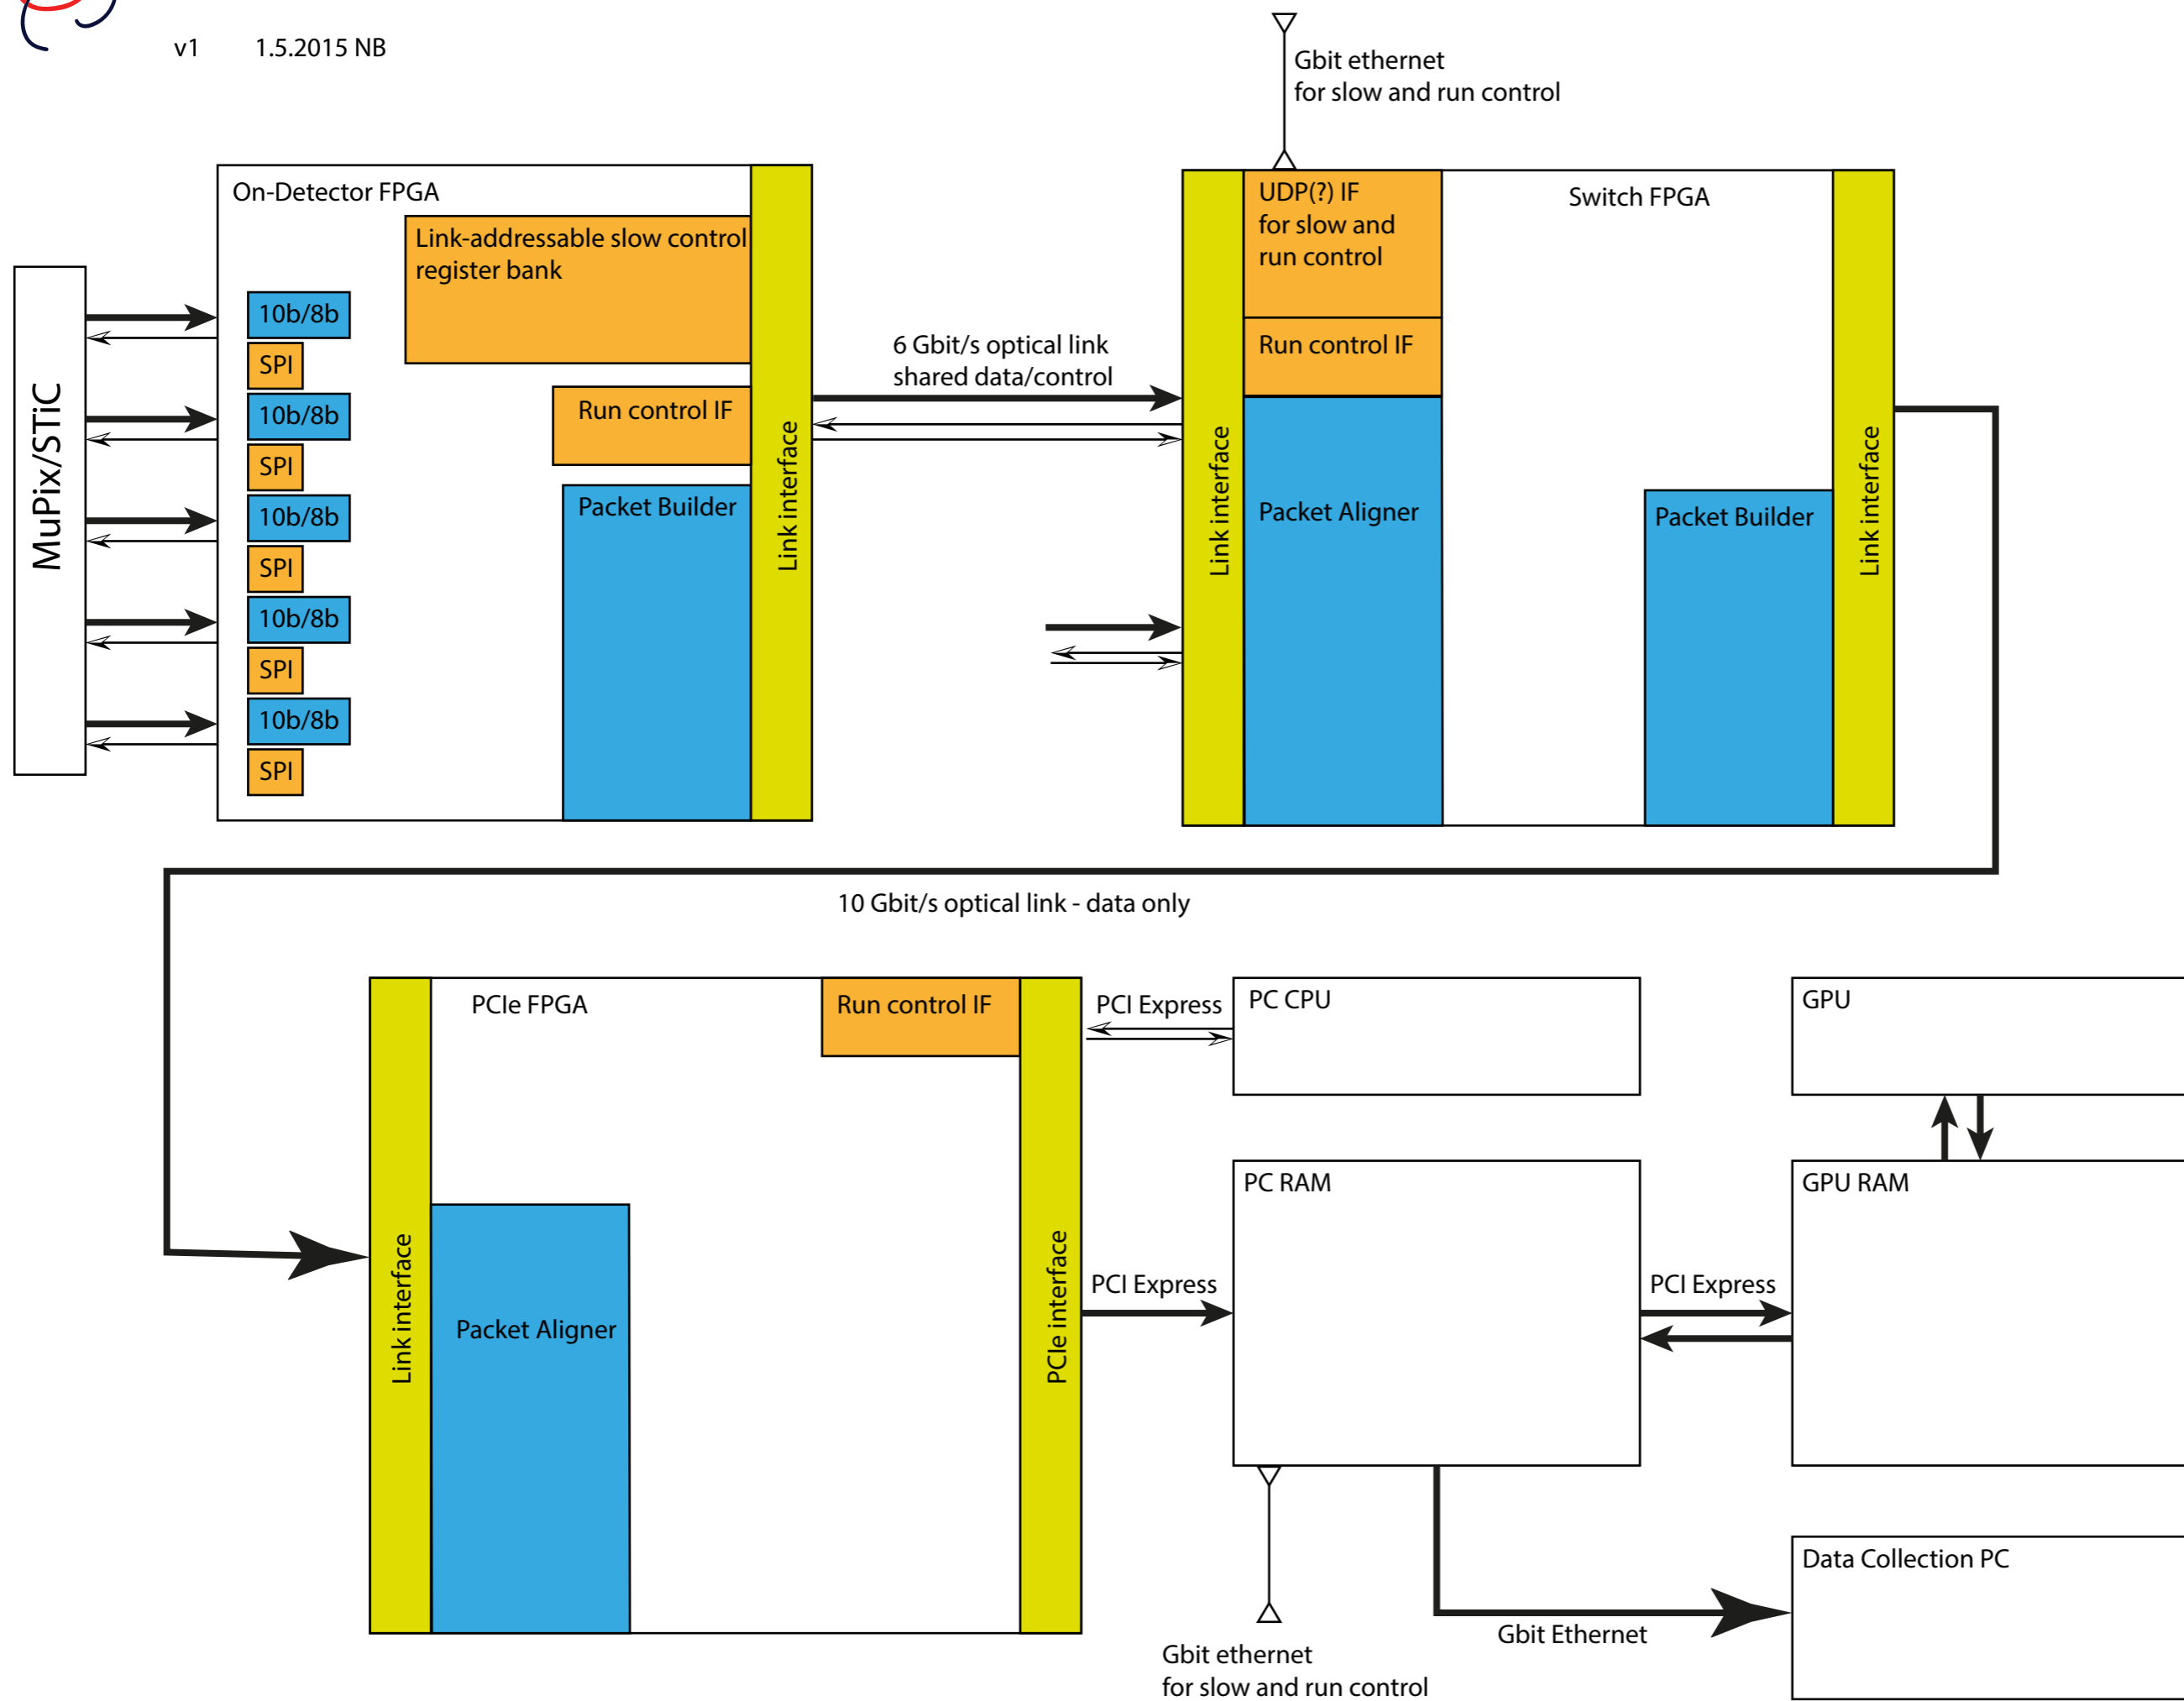 v1 1.5.2015 NB
Gbit ethernet
for slow and run control
On-Detector FPGA
Link-addressable slow control
register bank
MuPix/STiC
10b/8b
SPI
10b/8b
SPI
10b/8b
SPI
10b/8b
SPI
10b/8b
SPI
Run control IF
Packet Builder
Link interface
6 Gbit/s optical link
shared data/control
Link interface
UDP(?) IF
for slow and
run control
Run control IF
Packet Aligner
Switch FPGA
Packet Builder
Link interface
10 Gbit/s optical link - data only
Link interface
PCIe FPGA
Packet Aligner
Run control IF
PCIe interface
PCI Express
PC CPU
GPU
PCI Express
PC RAM
PCI Express
GPU RAM
Gbit ethernet
for slow and run control
Gbit Ethernet
Data Collection PC